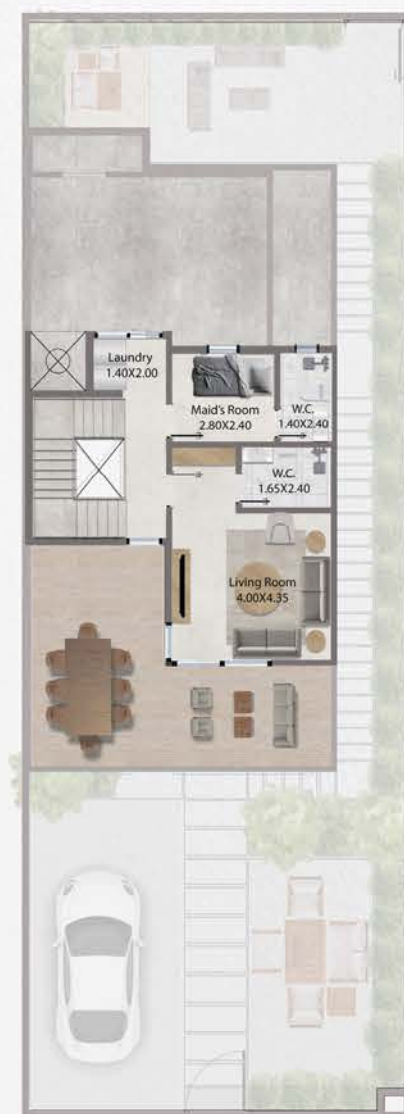 Laundry
1.40X2.00
Maid's Room
2.80X2.40
W.C.
1.40X2.40
W.C.
1.65X2.40
Living Room
4.00X4.35